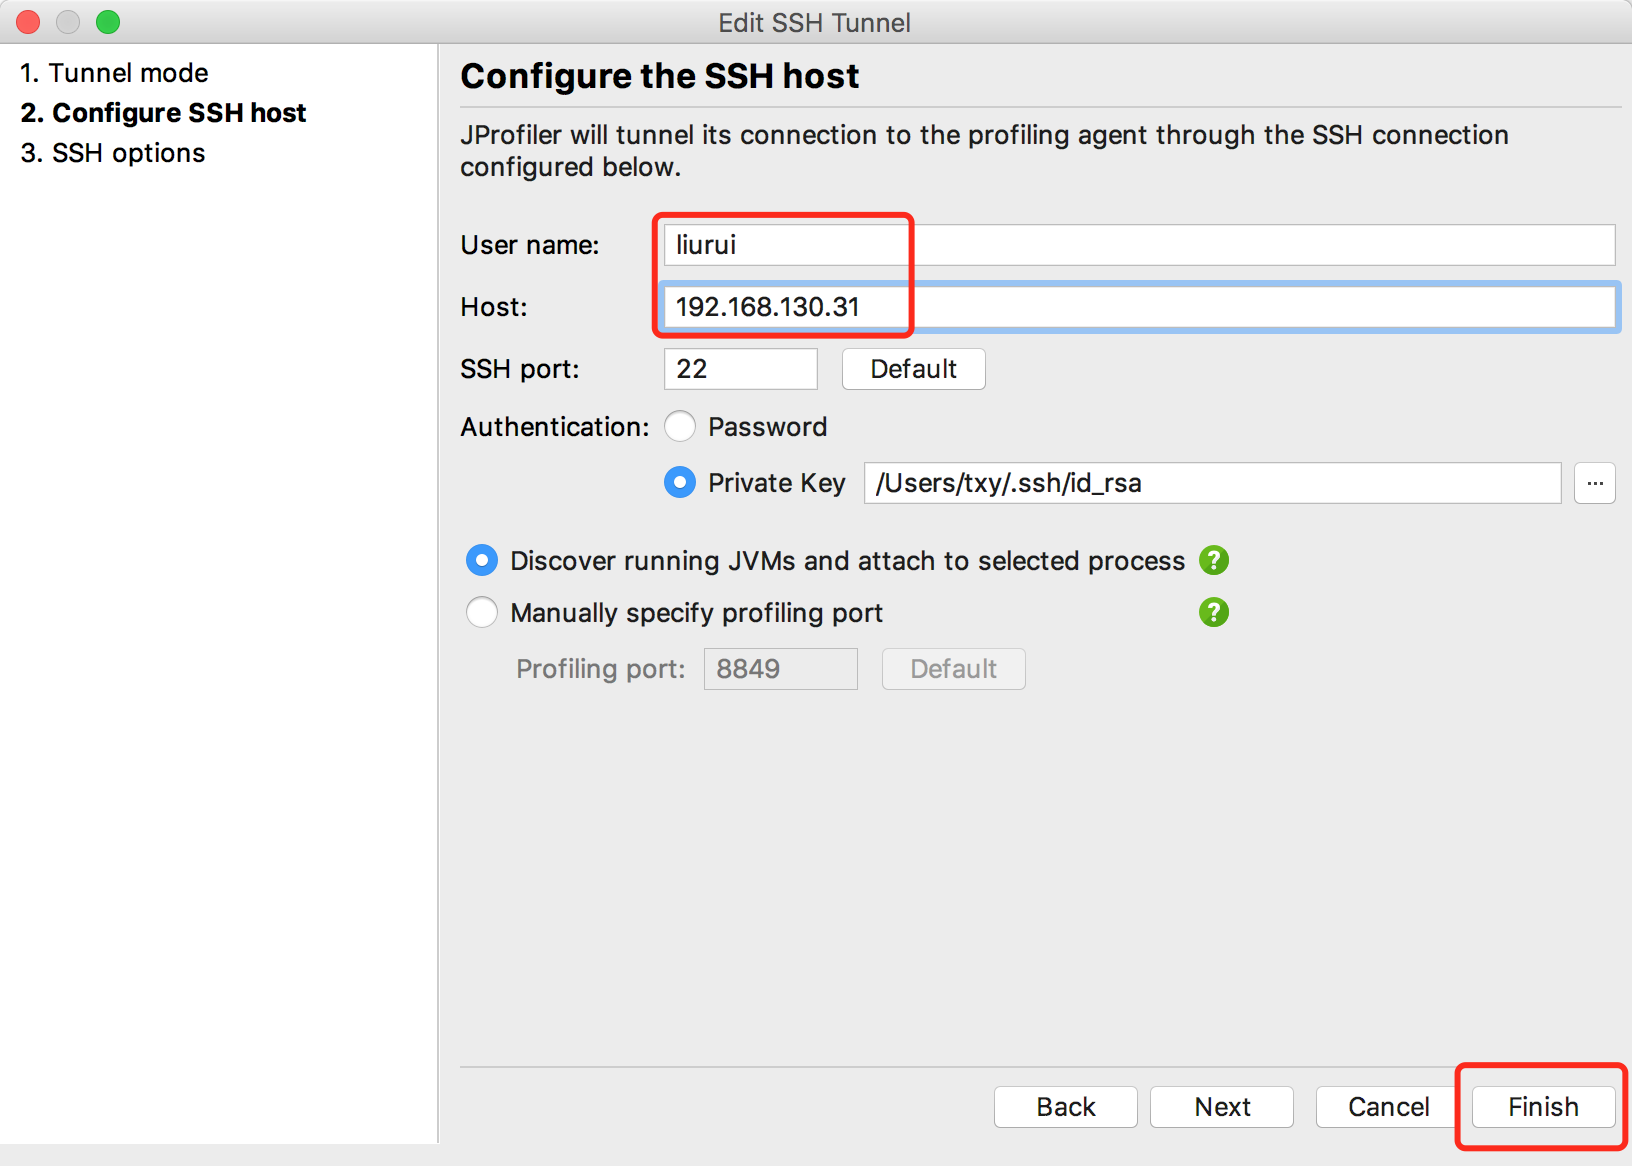 Edit SSH Tunnel
1. Tunnel mode
2. Configure SSH host
3. SSH options
Configure the SSH host
JProfiler will tunnel its connection to the profiling agent through the SSH connection
configured below.
User name: liurui
Host: 192.168.130.31
SSH port: 22 Default
Authentication: Password
Private Key /Users/txy/.ssh/id_rsa ...
Discover running JVMs and attach to selected process ?
Manually specify profiling port ?
Profiling port: 8849 Default
Back Next Cancel Finish